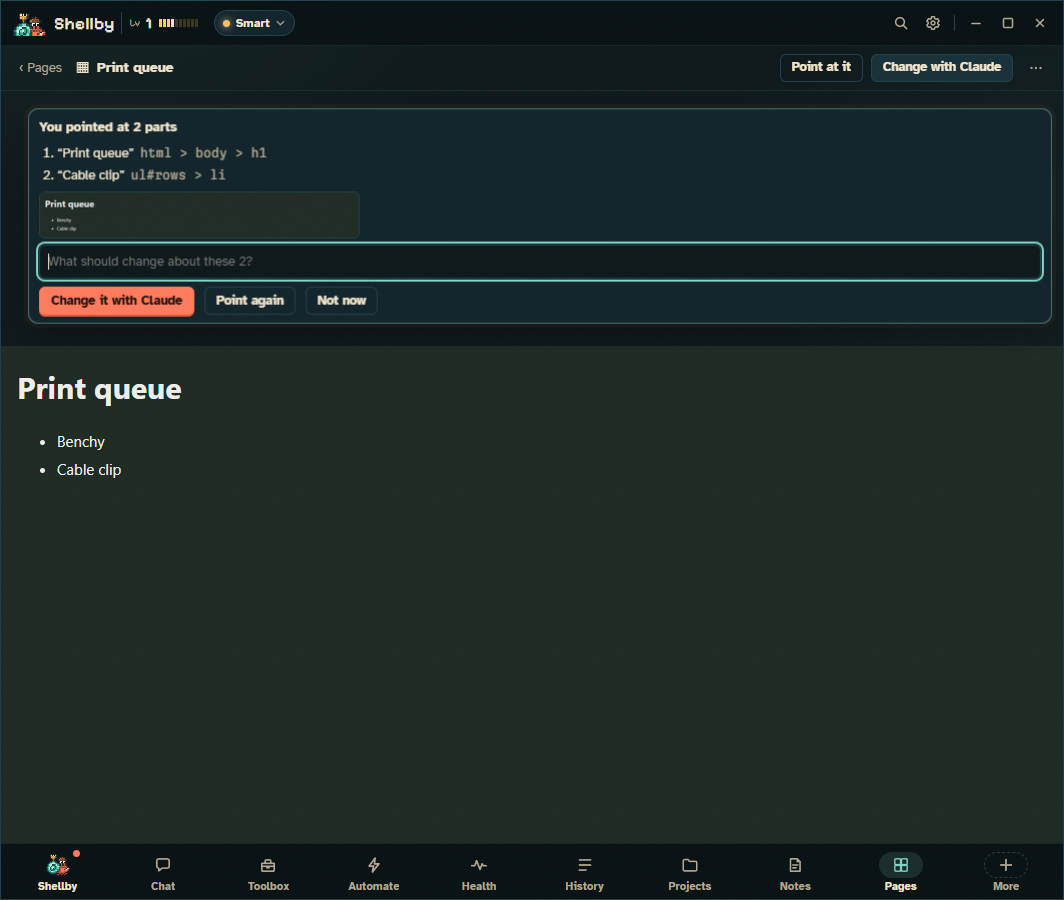 Shellby Lv 1 Smart
‹ Pages Print queue Point at it Change with Claude ···
You pointed at 2 parts
1. “Print queue” html > body > h1
2. “Cable clip” ul#rows > li
Print queue
• Benchy
• Cable clip
What should change about these 2?
Change it with Claude Point again Not now
Print queue
• Benchy
• Cable clip
Shellby Chat Toolbox Automate Health History Projects Notes Pages More